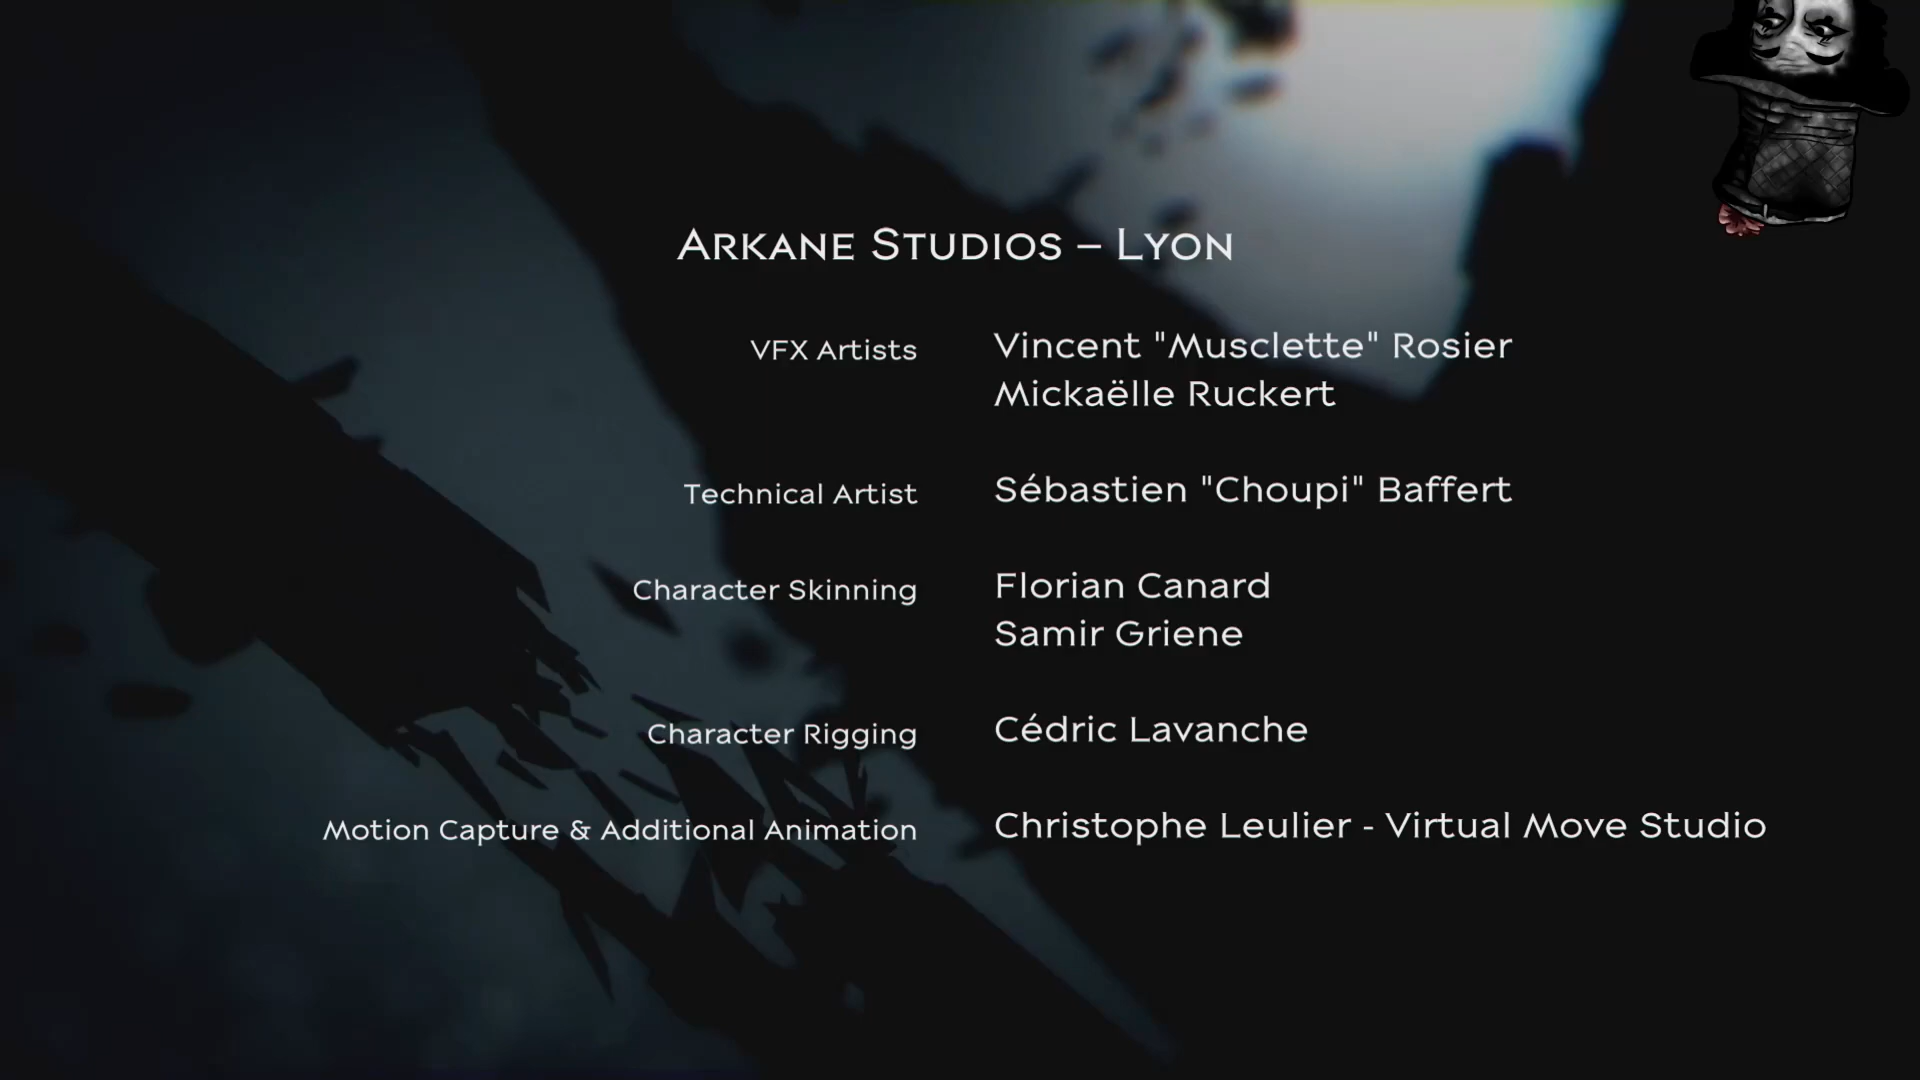 Arkane Studios – Lyon
VFX Artists Vincent "Musclette" Rosier
Mickaëlle Ruckert
Technical Artist Sébastien "Choupi" Baffert
Character Skinning Florian Canard
Samir Griene
Character Rigging Cédric Lavanche
Motion Capture & Additional Animation Christophe Leulier - Virtual Move Studio